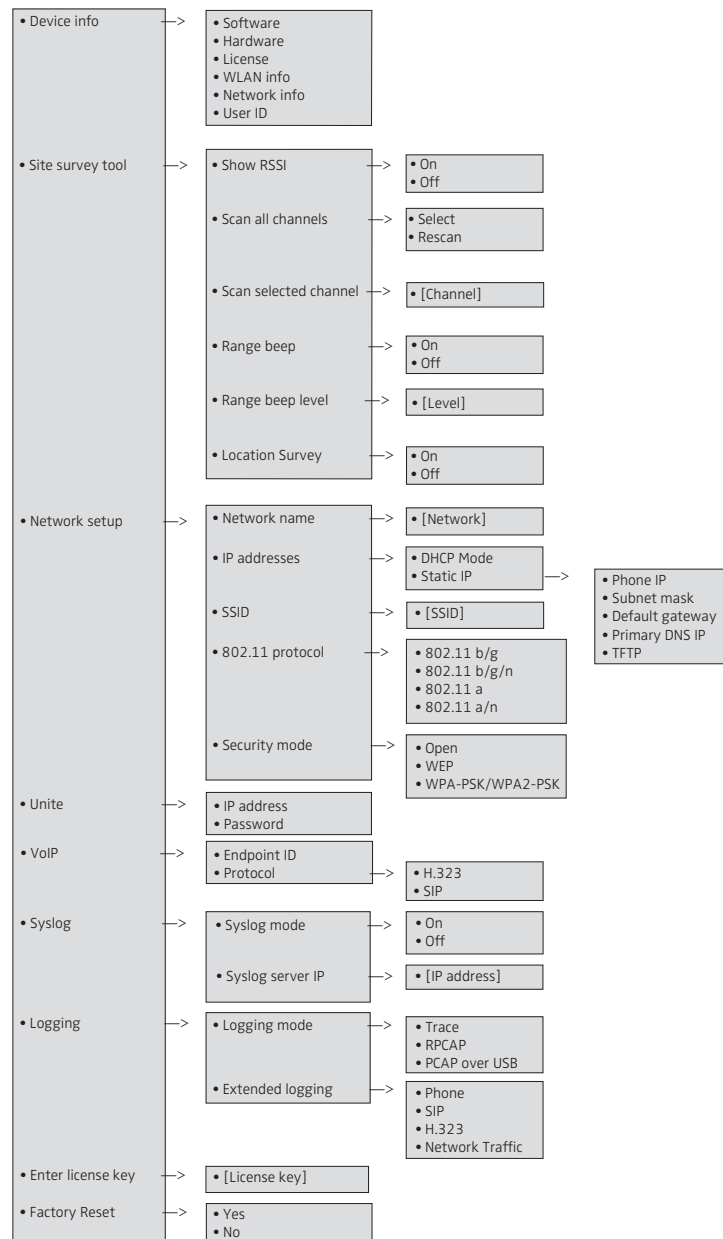 • Device info —>
• Software
• Hardware
• License
• WLAN info
• Network info
• User ID
• Site survey tool —>
• Show RSSI —>
• On
• Off
• Scan all channels —>
• Select
• Rescan
• Scan selected channel —>
• [Channel]
• Range beep —>
• On
• Off
• Range beep level —>
• [Level]
• Location Survey —>
• On
• Off
• Network setup —>
• Network name —>
• [Network]
• IP addresses —>
• DHCP Mode
• Static IP —>
• Phone IP
• Subnet mask
• Default gateway
• Primary DNS IP
• TFTP
• SSID —>
• [SSID]
• 802.11 protocol —>
• 802.11 b/g
• 802.11 b/g/n
• 802.11 a
• 802.11 a/n
• Security mode —>
• Open
• WEP
• WPA-PSK/WPA2-PSK
• Unite —>
• IP address
• Password
• VoIP —>
• Endpoint ID
• Protocol —>
• H.323
• SIP
• Syslog —>
• Syslog mode —>
• On
• Off
• Syslog server IP —>
• [IP address]
• Logging —>
• Logging mode —>
• Trace
• RPCAP
• PCAP over USB
• Extended logging —>
• Phone
• SIP
• H.323
• Network Traffic
• Enter license key —>
• [License key]
• Factory Reset —>
• Yes
• No